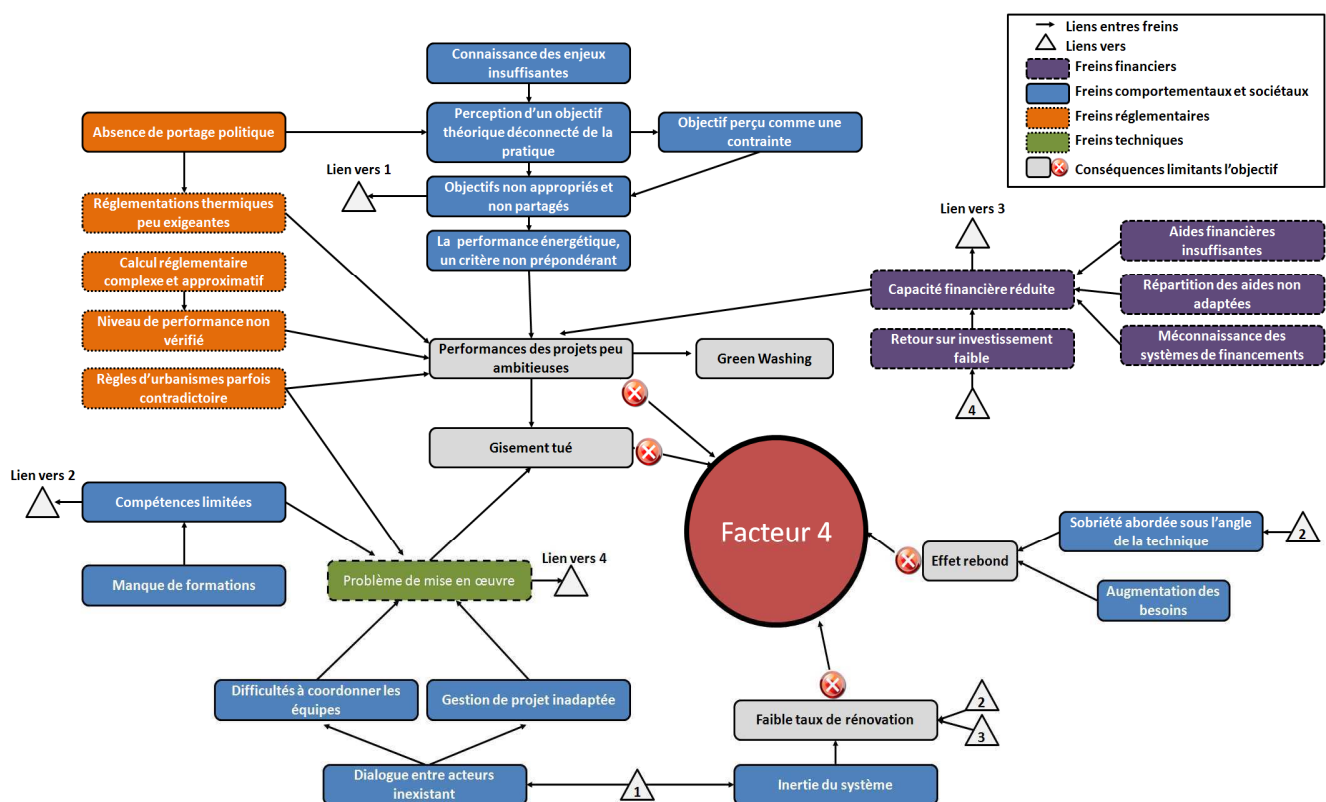 Liens entres freins
Liens vers
Freins financiers
Freins comportementaux et sociétaux
Freins réglementaires
Freins techniques
Conséquences limitants l'objectif
Connaissance des enjeux
insuffisantes
Absence de portage politique
Perception d'un objectif
théorique déconnecté de la
pratique
Objectif perçu comme une
contrainte
Lien vers 1
Objectifs non appropriés et
non partagés
Réglementations thermiques
peu exigeantes
La performance énergétique,
un critère non prépondérant
Calcul réglementaire
complexe et approximatif
Niveau de performance non
vérifié
Règles d'urbanismes parfois
contradictoire
Performances des projets peu
ambitieuses
Green Washing
Gisement tué
Lien vers 3
Capacité financière réduite
Aides financières
insuffisantes
Répartition des aides non
adaptées
Méconnaissance des
systèmes de financements
Retour sur investissement
faible
4
Lien vers 2
Compétences limitées
Manque de formations
Problème de mise en œuvre
Lien vers 4
Facteur 4
Effet rebond
Sobriété abordée sous l'angle
de la technique
2
Augmentation des
besoins
Difficultés à coordonner les
équipes
Gestion de projet inadaptée
Faible taux de rénovation
2
3
Dialogue entre acteurs
inexistant
1
Inertie du système